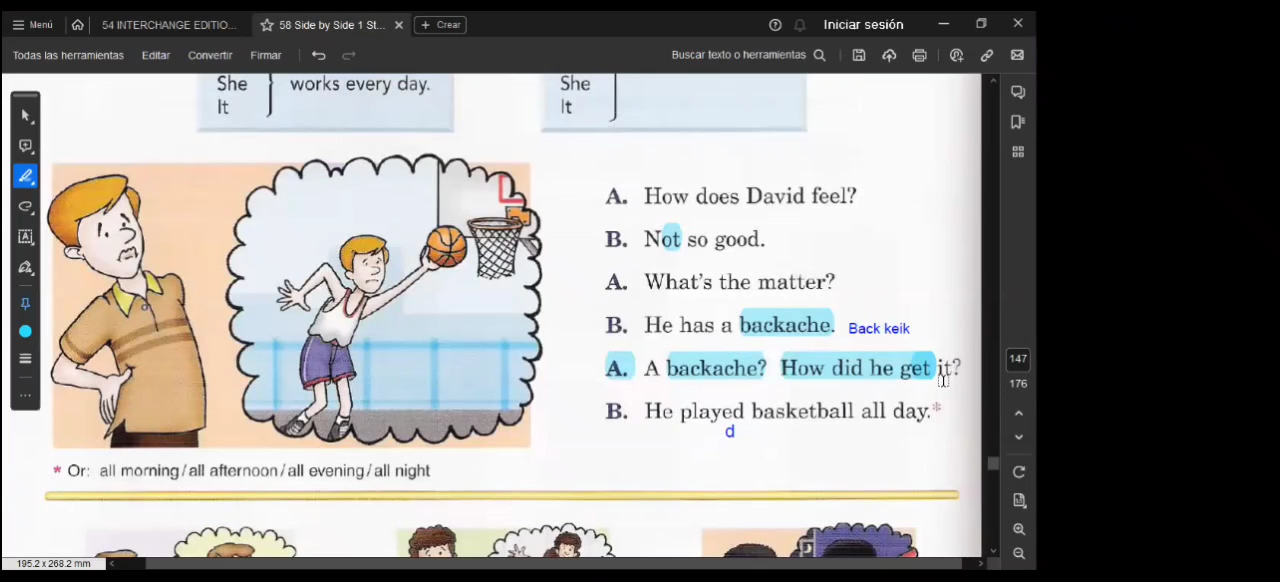 Menú 54 INTERCHANGE EDITIO... 58 Side by Side 1 St... Crear Iniciar sesión
Todas las herramientas Editar Convertir Firmar Buscar texto o herramientas
She
It
works every day.
She
It
A. How does David feel?
B. Not so good.
A. What's the matter?
B. He has a backache. Back keik
A. A backache? How did he get it?
B. He played basketball all day.*
d
* Or: all morning/all afternoon/all evening/all night
147
176
195.2 x 268.2 mm